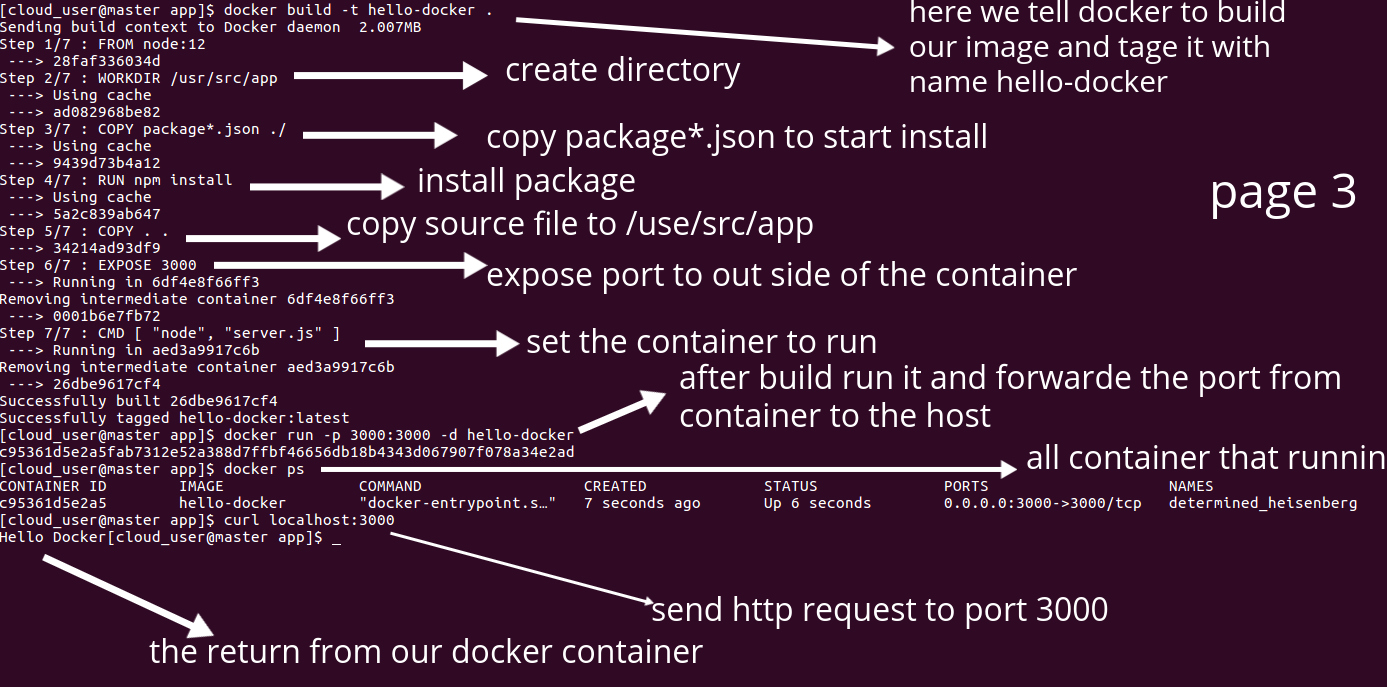 [cloud_user@master app]$ docker build -t hello-docker .
here we tell docker to build
our image and tage it with
name hello-docker
Sending build context to Docker daemon  2.007MB
Step 1/7 : FROM node:12
 ---> 28faf336034d
Step 2/7 : WORKDIR /usr/src/app
create directory
 ---> Using cache
 ---> ad082968be82
Step 3/7 : COPY package*.json ./
copy package*.json to start install
 ---> Using cache
 ---> 9439d73b4a12
Step 4/7 : RUN npm install
install package
page 3
 ---> Using cache
 ---> 5a2c839ab647
Step 5/7 : COPY . .
copy source file to /use/src/app
 ---> 34214ad93df9
Step 6/7 : EXPOSE 3000
expose port to out side of the container
 ---> Running in 6df4e8f66ff3
Removing intermediate container 6df4e8f66ff3
 ---> 0001b6e7fb72
Step 7/7 : CMD [ "node", "server.js" ]
set the container to run
 ---> Running in aed3a9917c6b
Removing intermediate container aed3a9917c6b
 ---> 26dbe9617cf4
Successfully built 26dbe9617cf4
Successfully tagged hello-docker:latest
after build run it and forwarde the port from
container to the host
[cloud_user@master app]$ docker run -p 3000:3000 -d hello-docker
c95361d5e2a5fab7312e52a388d7ffbf46656db18b4343d067907f078a34e2ad
[cloud_user@master app]$ docker ps
all container that runnin
CONTAINER ID        IMAGE               COMMAND                  CREATED             STATUS              PORTS                    NAMES
c95361d5e2a5        hello-docker        "docker-entrypoint.s…"   7 seconds ago       Up 6 seconds        0.0.0.0:3000->3000/tcp   determined_heisenberg
[cloud_user@master app]$ curl localhost:3000
Hello Docker[cloud_user@master app]$ _
send http request to port 3000
the return from our docker container